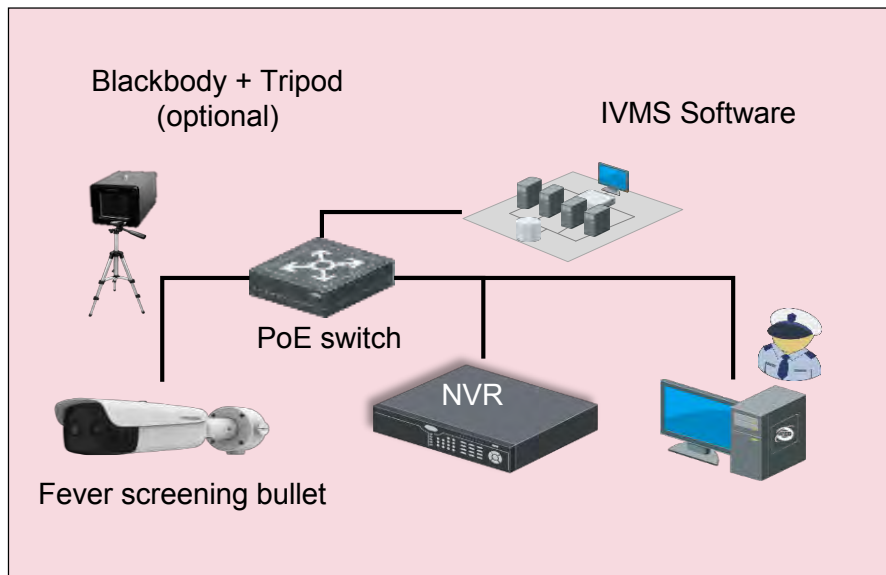 Blackbody + Tripod
(optional)
IVMS Software
PoE switch
NVR
Fever screening bullet